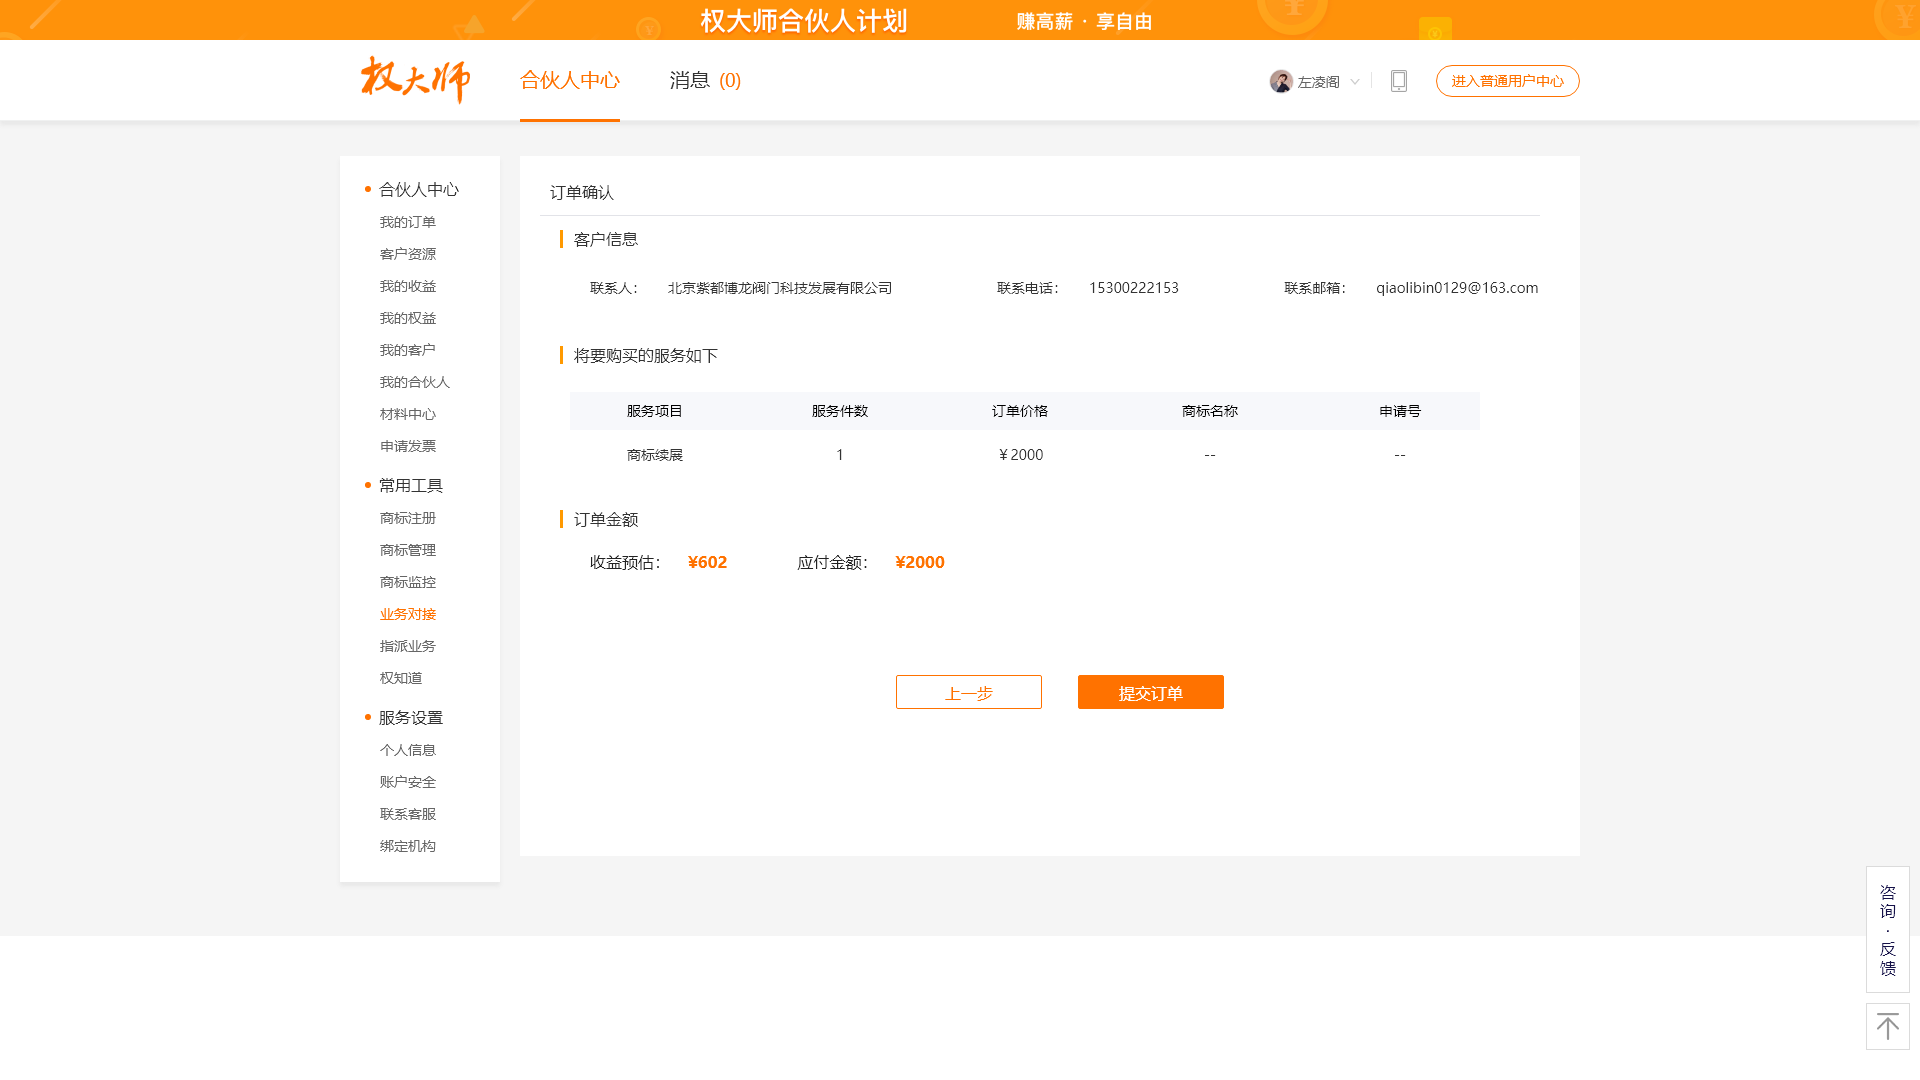 权大师合伙人计划 赚高薪 · 享自由
权大师 合伙人中心 消息 (0) 左凌阁 进入普通用户中心
合伙人中心
我的订单
客户资源
我的收益
我的权益
我的客户
我的合伙人
材料中心
申请发票
常用工具
商标注册
商标管理
商标监控
业务对接
指派业务
权知道
服务设置
个人信息
账户安全
联系客服
绑定机构
订单确认
客户信息
联系人： 北京紫都博龙阀门科技发展有限公司 联系电话： 15300222153 联系邮箱： qiaolibin0129@163.com
将要购买的服务如下
服务项目 服务件数 订单价格 商标名称 申请号
商标续展 1 ￥2000 -- --
订单金额
收益预估： ¥602 应付金额： ¥2000
上一步 提交订单
咨
询
·
反
馈